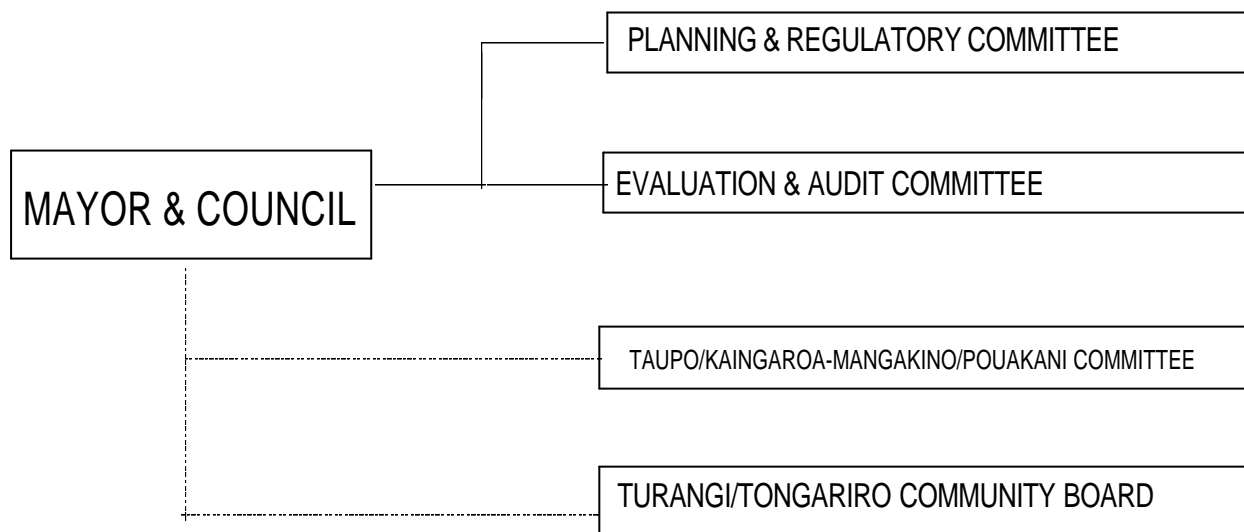 PLANNING & REGULATORY COMMITTEE
MAYOR & COUNCIL
EVALUATION & AUDIT COMMITTEE
TAUPO/KAINGAROA-MANGAKINO/POUAKANI COMMITTEE
TURANGI/TONGARIRO COMMUNITY BOARD